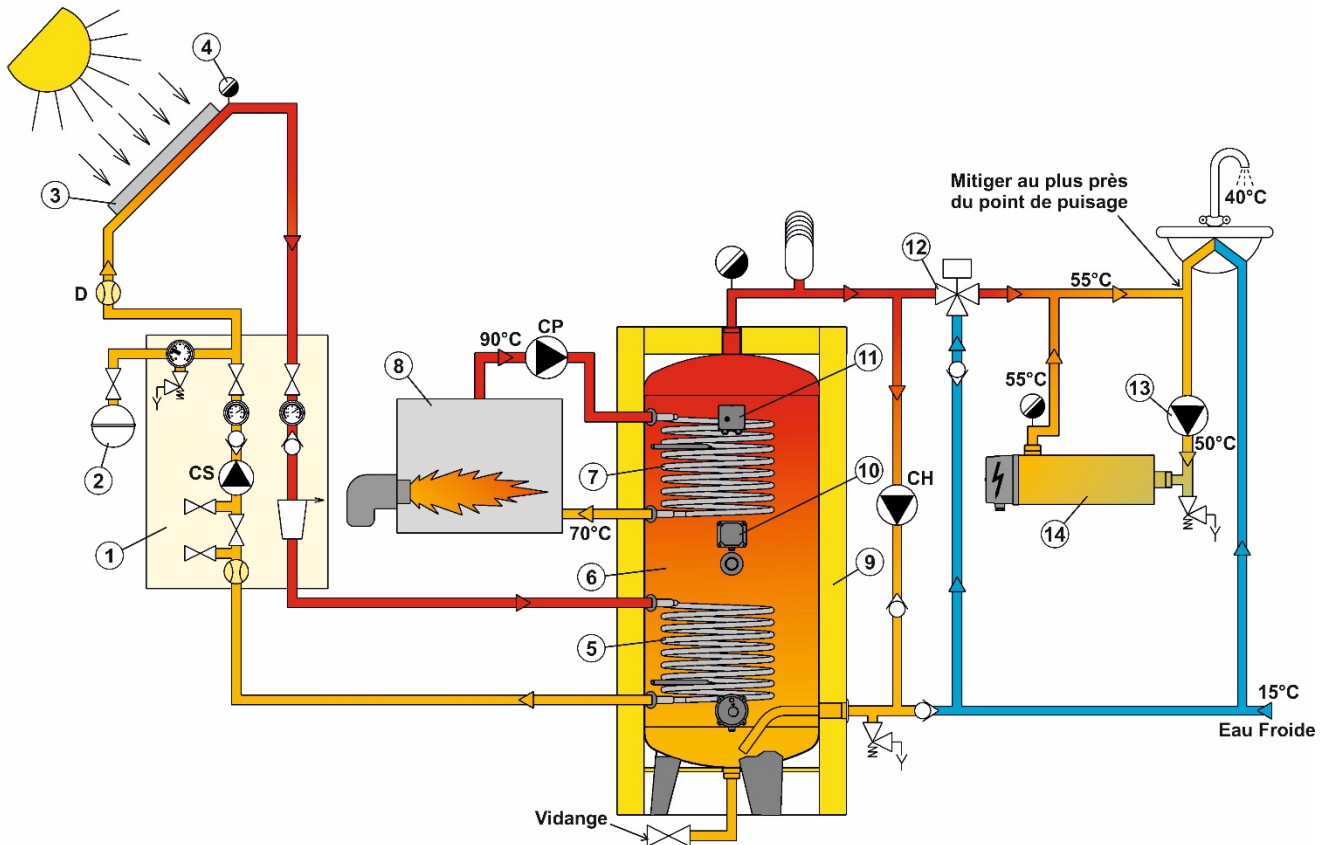 4
3
D
2
1
CS
8
90°C
CP
70°C
11
7
10
6
9
5
CH
12
Mitiger au plus près
du point de puisage
40°C
55°C
55°C
13
50°C
14
15°C
Eau Froide
Vidange